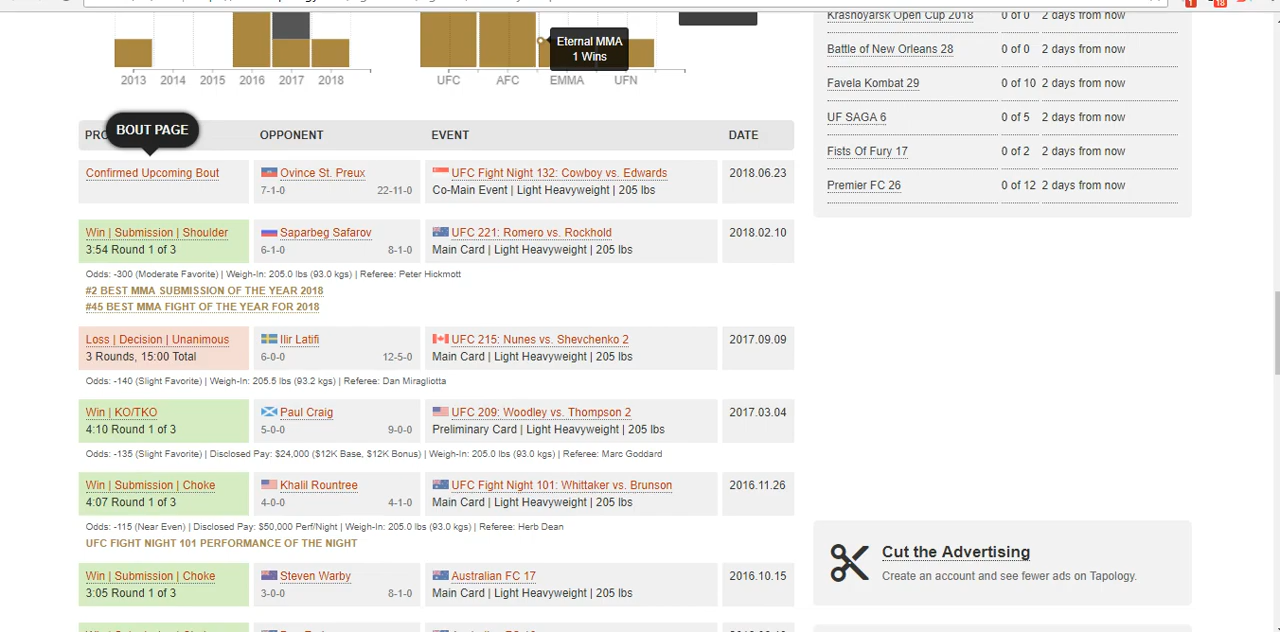 1
18
Eternal MMA
1 Wins
2013 2014 2015 2016 2017 2018
UFC AFC EMMA UFN
BOUT PAGE
PRO OPPONENT EVENT DATE
Confirmed Upcoming Bout Ovince St. Preux UFC Fight Night 132: Cowboy vs. Edwards 2018.06.23
7-1-0 22-11-0 Co-Main Event | Light Heavyweight | 205 lbs
Win | Submission | Shoulder Saparbeg Safarov UFC 221: Romero vs. Rockhold 2018.02.10
3:54 Round 1 of 3 6-1-0 8-1-0 Main Card | Light Heavyweight | 205 lbs
Odds: -300 (Moderate Favorite) | Weigh-In: 205.0 lbs (93.0 kgs) | Referee: Peter Hickmott
#2 BEST MMA SUBMISSION OF THE YEAR 2018
#45 BEST MMA FIGHT OF THE YEAR FOR 2018
Loss | Decision | Unanimous Ilir Latifi UFC 215: Nunes vs. Shevchenko 2 2017.09.09
3 Rounds, 15:00 Total 6-0-0 12-5-0 Main Card | Light Heavyweight | 205 lbs
Odds: -140 (Slight Favorite) | Weigh-In: 205.5 lbs (93.2 kgs) | Referee: Dan Miragliotta
Win | KO/TKO Paul Craig UFC 209: Woodley vs. Thompson 2 2017.03.04
4:10 Round 1 of 3 5-0-0 9-0-0 Preliminary Card | Light Heavyweight | 205 lbs
Odds: -135 (Slight Favorite) | Disclosed Pay: $24,000 ($12K Base, $12K Bonus) | Weigh-In: 205.0 lbs (93.0 kgs) | Referee: Marc Goddard
Win | Submission | Choke Khalil Rountree UFC Fight Night 101: Whittaker vs. Brunson 2016.11.26
4:07 Round 1 of 3 4-0-0 4-1-0 Main Card | Light Heavyweight | 205 lbs
Odds: -115 (Near Even) | Disclosed Pay: $50,000 Perf/Night | Weigh-In: 205.0 lbs (93.0 kgs) | Referee: Herb Dean
UFC FIGHT NIGHT 101 PERFORMANCE OF THE NIGHT
Win | Submission | Choke Steven Warby Australian FC 17 2016.10.15
3:05 Round 1 of 3 3-0-0 8-1-0 Main Card | Light Heavyweight | 205 lbs
Krasnoyarsk Open Cup 2018 0 of 0 2 days from now
Battle of New Orleans 28 0 of 0 2 days from now
Favela Kombat 29 0 of 10 2 days from now
UF SAGA 6 0 of 5 2 days from now
Fists Of Fury 17 0 of 2 2 days from now
Premier FC 26 0 of 12 2 days from now
Cut the Advertising
Create an account and see fewer ads on Tapology.